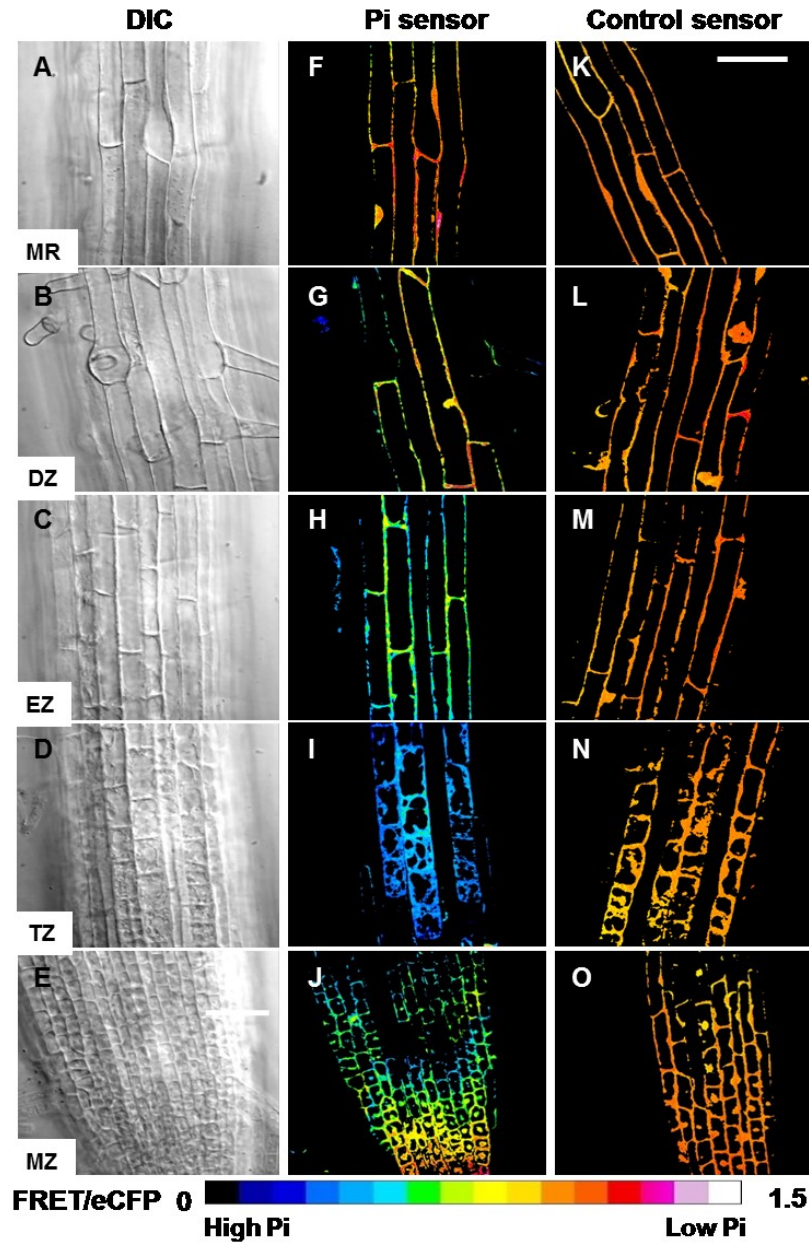 DIC Pi sensor Control sensor
A F K
MR
B G L
DZ
C H M
EZ
D I N
TZ
E J O
MZ
FRET/eCFP 0 1.5
High Pi Low Pi